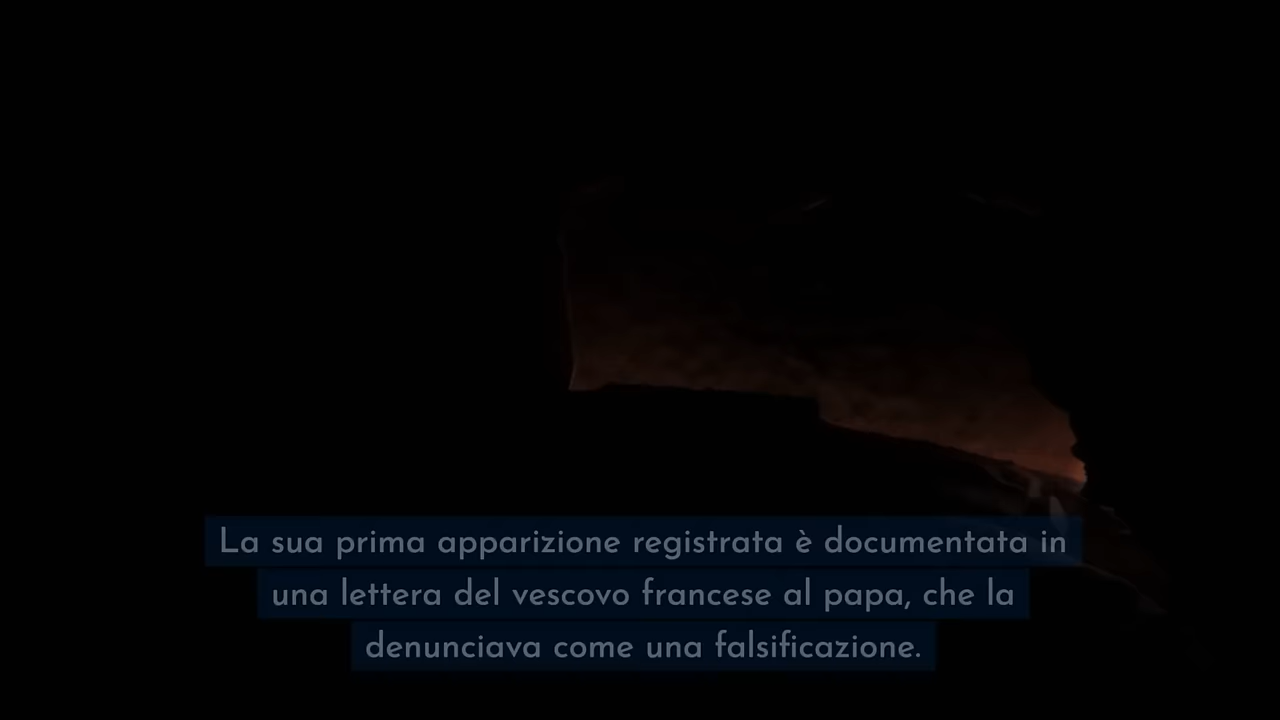 La sua prima apparizione registrata è documentata in
una lettera del vescovo francese al papa, che la
denunciava come una falsificazione.